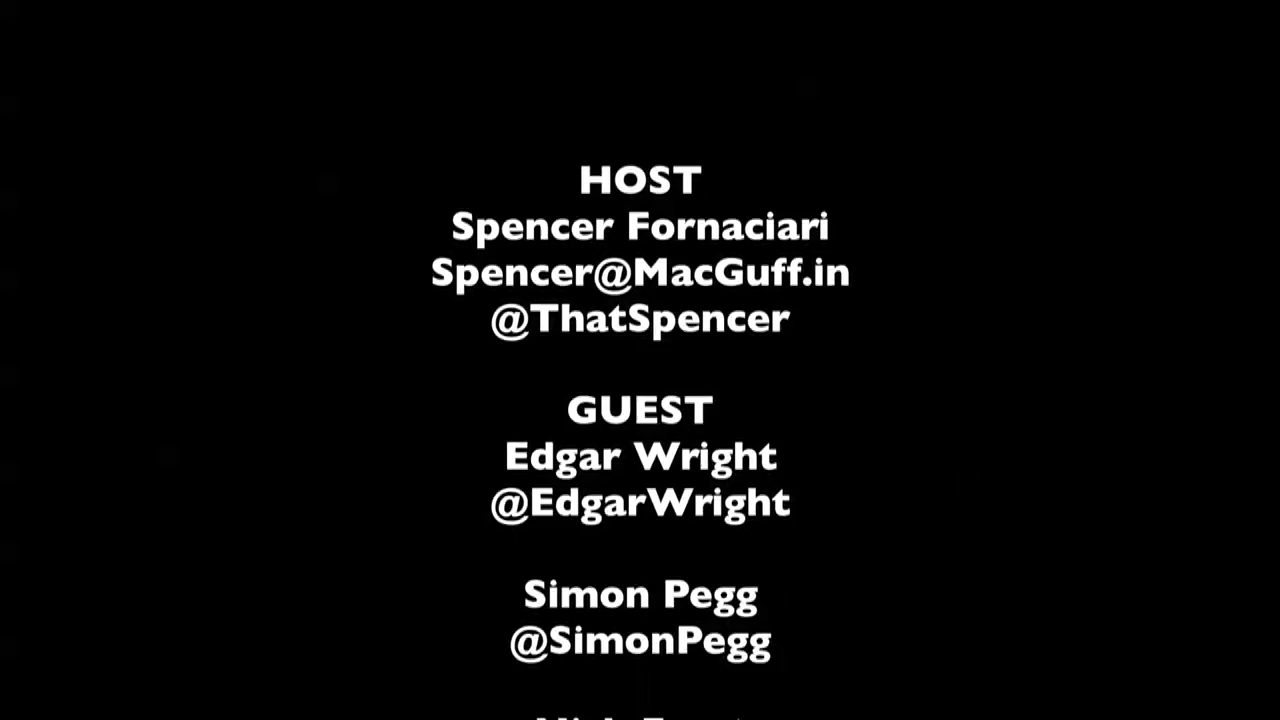 HOST
Spencer Fornaciari
Spencer@MacGuff.in
@ThatSpencer
GUEST
Edgar Wright
@EdgarWright
Simon Pegg
@SimonPegg